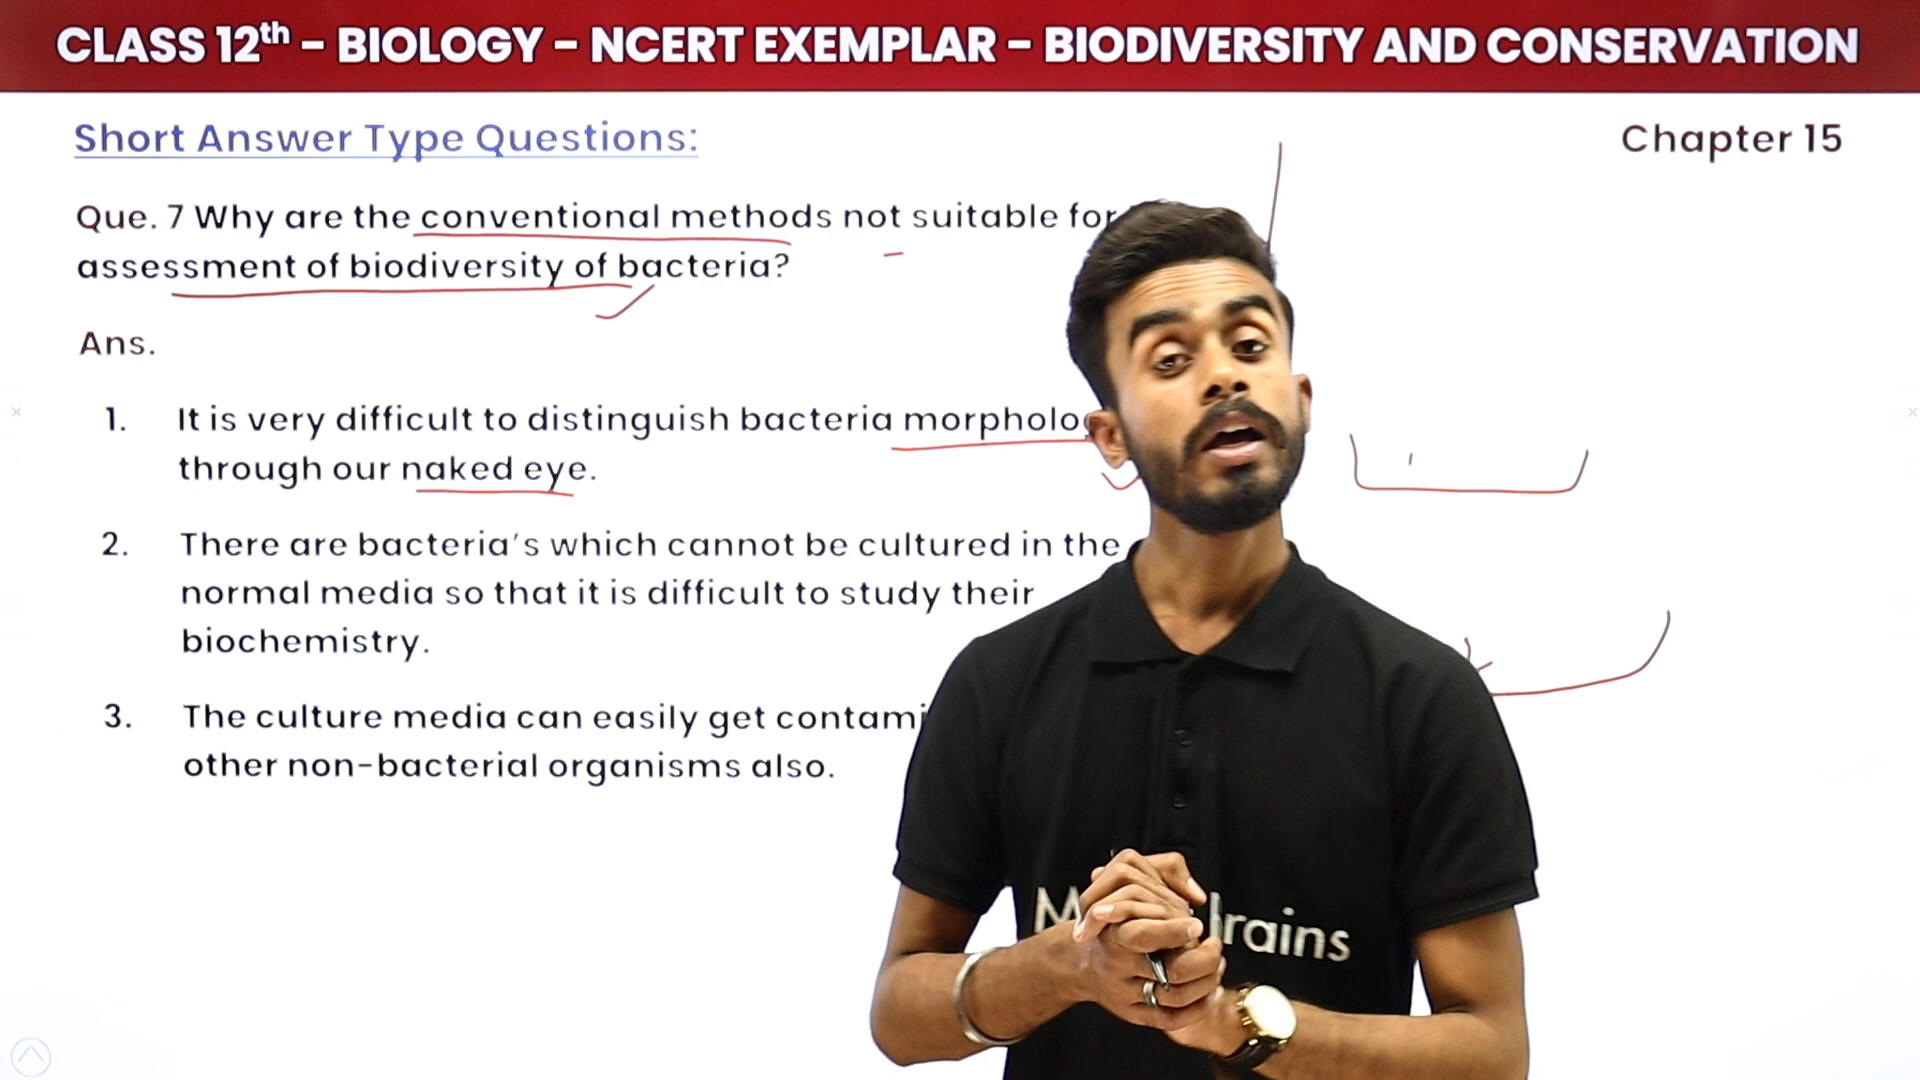 CLASS 12th – BIOLOGY – NCERT EXEMPLAR – BIODIVERSITY AND CONSERVATION
Short Answer Type Questions:
Chapter 15
Que. 7 Why are the conventional methods not suitable for
assessment of biodiversity of bacteria?
Ans.
1. It is very difficult to distinguish bacteria
through our naked eye.
2. There are bacteria's which cannot be cultured in the
normal media so that it is difficult to study their
biochemistry.
3. The culture media can easily get
other non-bacterial organisms also.